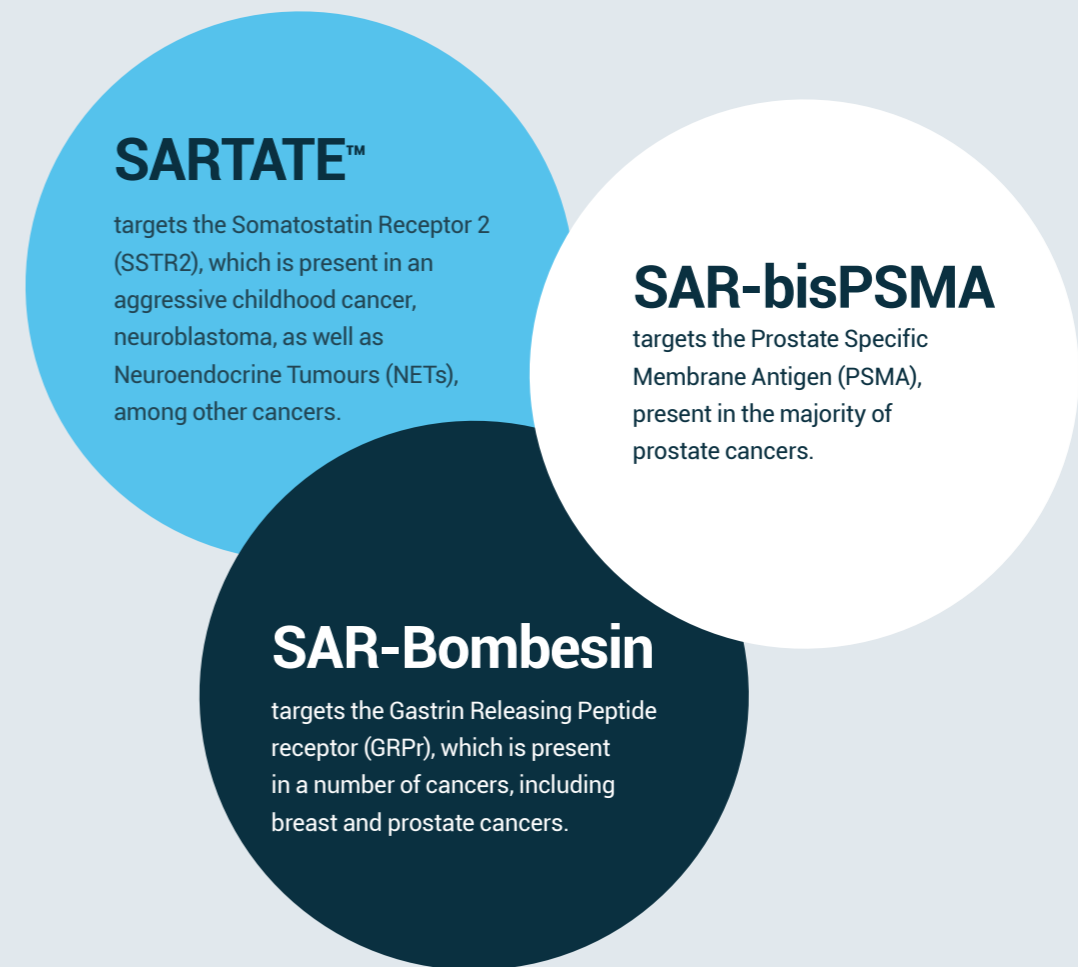 SARTATE™
targets the Somatostatin Receptor 2
(SSTR2), which is present in an
aggressive childhood cancer,
neuroblastoma, as well as
Neuroendocrine Tumours (NETs),
among other cancers.
SAR-bisPSMA
targets the Prostate Specific
Membrane Antigen (PSMA),
present in the majority of
prostate cancers.
SAR-Bombesin
targets the Gastrin Releasing Peptide
receptor (GRPr), which is present
in a number of cancers, including
breast and prostate cancers.